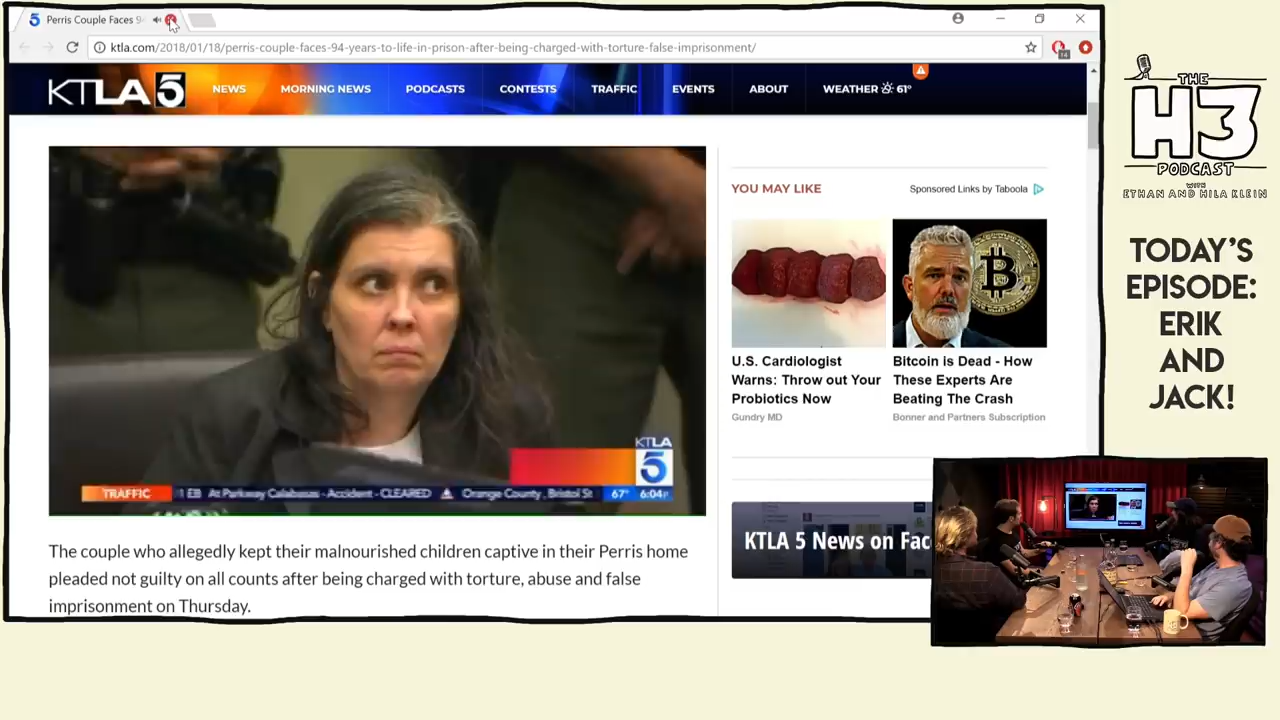 Perris Couple Faces 94
ktla.com/2018/01/18/perris-couple-faces-94-years-to-life-in-prison-after-being-charged-with-torture-false-imprisonment/
14
KTLA 5
NEWS
MORNING NEWS
PODCASTS
CONTESTS
TRAFFIC
EVENTS
ABOUT
WEATHER 61°
KTLA
5
TRAFFIC
1 EB At Parkway Calabasas - Accident - CLEARED
Orange County, Bristol St
67° 6:04P
The couple who allegedly kept their malnourished children captive in their Perris home
pleaded not guilty on all counts after being charged with torture, abuse and false
imprisonment on Thursday.
YOU MAY LIKE
Sponsored Links by Taboola
U.S. Cardiologist
Warns: Throw out Your
Probiotics Now
Gundry MD
Bitcoin is Dead - How
These Experts Are
Beating The Crash
Bonner and Partners Subscription
KTLA 5 News on Fac
THE
H3
PODCAST
WITH
ETHAN AND HILA KLEIN
TODAY'S
EPISODE:
ERIK
AND
JACK!